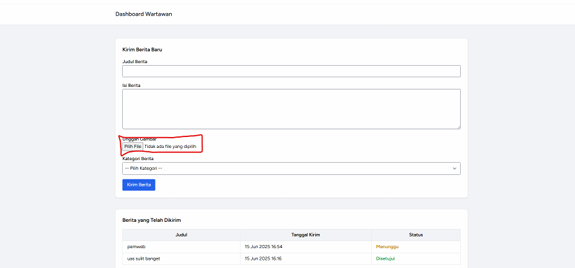 Dashboard Wartawan
Kirim Berita Baru
Judul Berita
Isi Berita
Unggah Gambar
Pilih File Tidak ada file yang dipilih
Kategori Berita
-- Pilih Kategori --
Kirim Berita
Berita yang Telah Dikirim
Judul Tanggal Kirim Status
pemweb 15 Jun 2025 16:54 Menunggu
uas sulit banget 15 Jun 2025 16:16 Disetujui